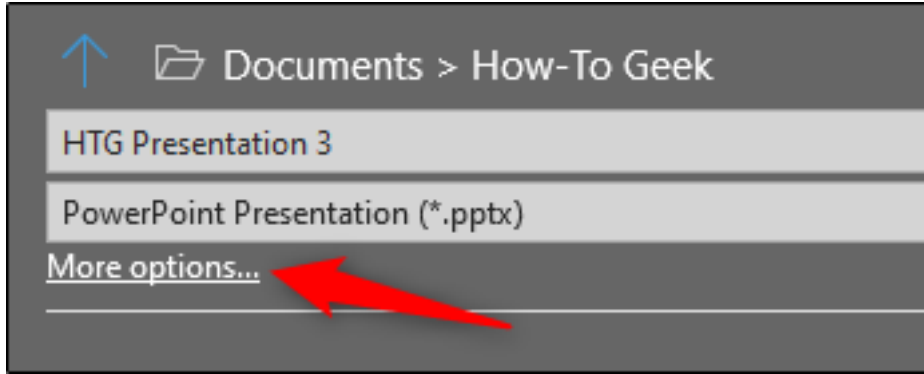 Documents > How-To Geek
HTG Presentation 3
PowerPoint Presentation (*.pptx)
More options...